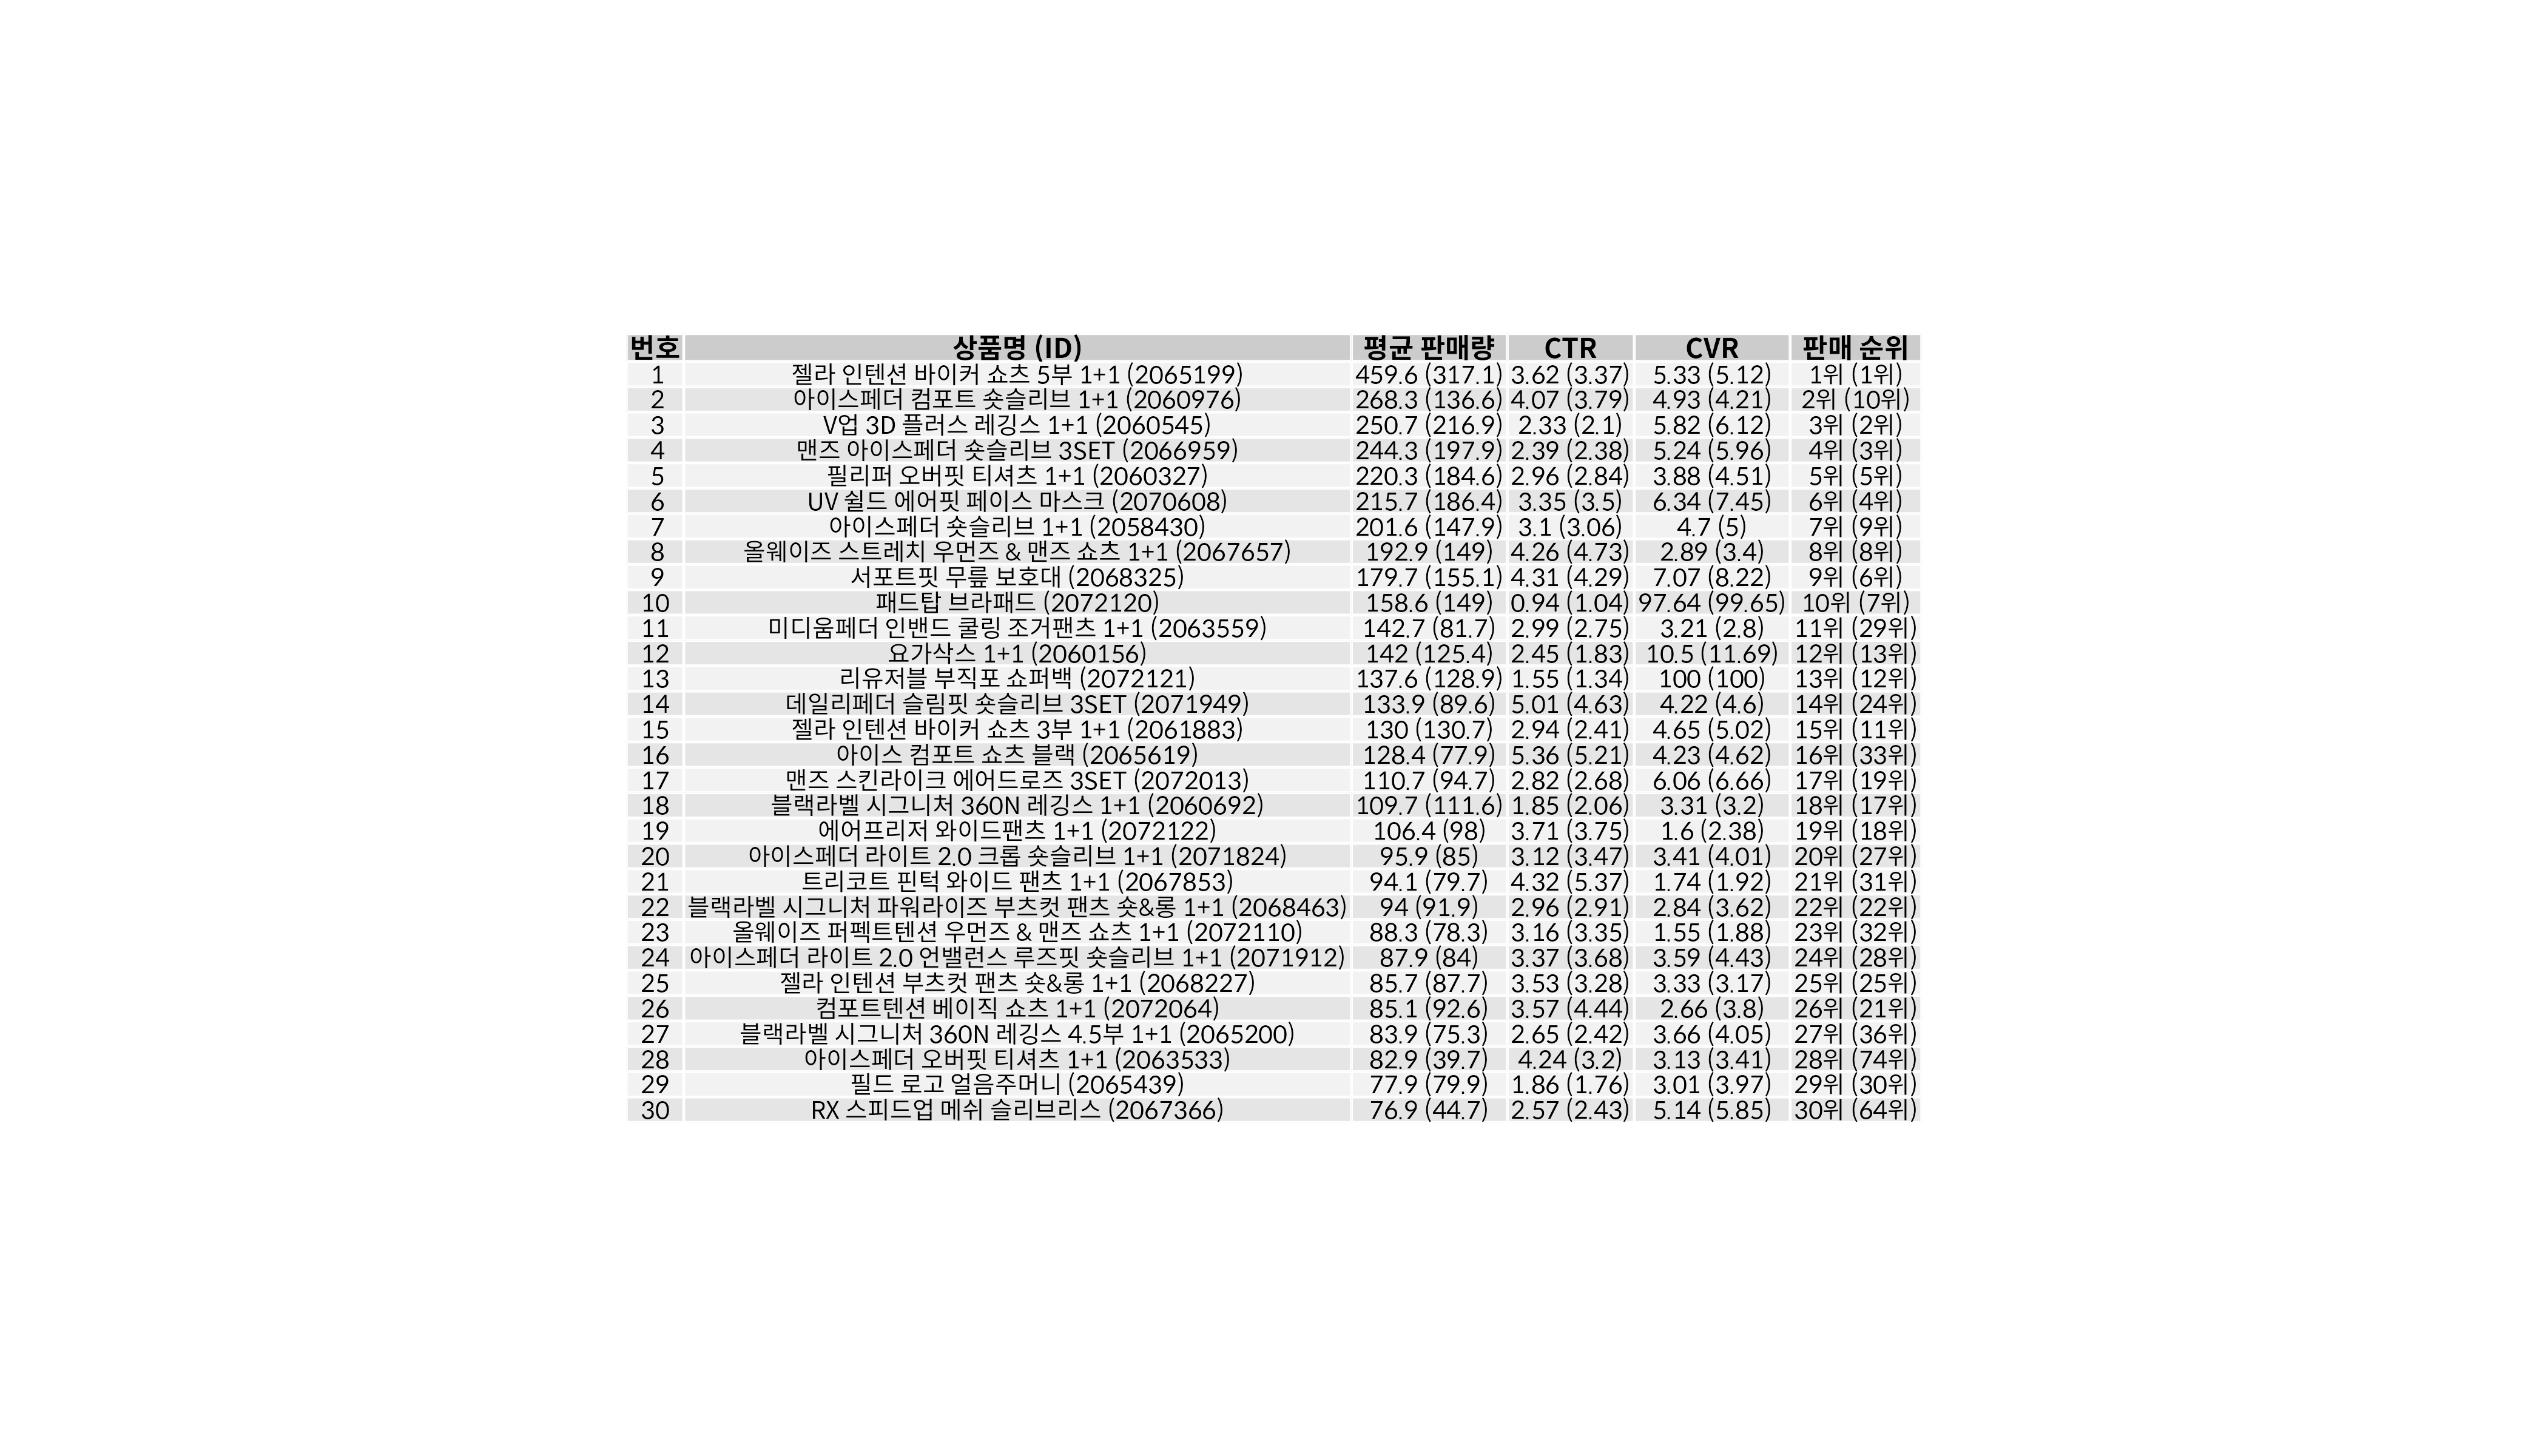 번호 상품명 (ID) 평균 판매량 CTR CVR 판매 순위
1 젤라 인텐션 바이커 쇼츠 5부 1+1 (2065199) 459.6 (317.1) 3.62 (3.37) 5.33 (5.12) 1위 (1위)
2 아이스페더 컴포트 숏슬리브 1+1 (2060976) 268.3 (136.6) 4.07 (3.79) 4.93 (4.21) 2위 (10위)
3 V업 3D 플러스 레깅스 1+1 (2060545) 250.7 (216.9) 2.33 (2.1) 5.82 (6.12) 3위 (2위)
4 맨즈 아이스페더 숏슬리브 3SET (2066959) 244.3 (197.9) 2.39 (2.38) 5.24 (5.96) 4위 (3위)
5 필리퍼 오버핏 티셔츠 1+1 (2060327) 220.3 (184.6) 2.96 (2.84) 3.88 (4.51) 5위 (5위)
6 UV 쉴드 에어핏 페이스 마스크 (2070608) 215.7 (186.4) 3.35 (3.5) 6.34 (7.45) 6위 (4위)
7 아이스페더 숏슬리브 1+1 (2058430) 201.6 (147.9) 3.1 (3.06) 4.7 (5) 7위 (9위)
8 올웨이즈 스트레치 우먼즈 & 맨즈 쇼츠 1+1 (2067657) 192.9 (149) 4.26 (4.73) 2.89 (3.4) 8위 (8위)
9 서포트핏 무릎 보호대 (2068325) 179.7 (155.1) 4.31 (4.29) 7.07 (8.22) 9위 (6위)
10 패드탑 브라패드 (2072120) 158.6 (149) 0.94 (1.04) 97.64 (99.65) 10위 (7위)
11 미디움페더 인밴드 쿨링 조거팬츠 1+1 (2063559) 142.7 (81.7) 2.99 (2.75) 3.21 (2.8) 11위 (29위)
12 요가삭스 1+1 (2060156) 142 (125.4) 2.45 (1.83) 10.5 (11.69) 12위 (13위)
13 리유저블 부직포 쇼퍼백 (2072121) 137.6 (128.9) 1.55 (1.34) 100 (100) 13위 (12위)
14 데일리페더 슬림핏 숏슬리브 3SET (2071949) 133.9 (89.6) 5.01 (4.63) 4.22 (4.6) 14위 (24위)
15 젤라 인텐션 바이커 쇼츠 3부 1+1 (2061883) 130 (130.7) 2.94 (2.41) 4.65 (5.02) 15위 (11위)
16 아이스 컴포트 쇼츠 블랙 (2065619) 128.4 (77.9) 5.36 (5.21) 4.23 (4.62) 16위 (33위)
17 맨즈 스킨라이크 에어드로즈 3SET (2072013) 110.7 (94.7) 2.82 (2.68) 6.06 (6.66) 17위 (19위)
18 블랙라벨 시그니처 360N 레깅스 1+1 (2060692) 109.7 (111.6) 1.85 (2.06) 3.31 (3.2) 18위 (17위)
19 에어프리저 와이드팬츠 1+1 (2072122) 106.4 (98) 3.71 (3.75) 1.6 (2.38) 19위 (18위)
20 아이스페더 라이트 2.0 크롭 숏슬리브 1+1 (2071824) 95.9 (85) 3.12 (3.47) 3.41 (4.01) 20위 (27위)
21 트리코트 핀턱 와이드 팬츠 1+1 (2067853) 94.1 (79.7) 4.32 (5.37) 1.74 (1.92) 21위 (31위)
22 블랙라벨 시그니처 파워라이즈 부츠컷 팬츠 숏&롱 1+1 (2068463) 94 (91.9) 2.96 (2.91) 2.84 (3.62) 22위 (22위)
23 올웨이즈 퍼펙트텐션 우먼즈 & 맨즈 쇼츠 1+1 (2072110) 88.3 (78.3) 3.16 (3.35) 1.55 (1.88) 23위 (32위)
24 아이스페더 라이트 2.0 언밸런스 루즈핏 숏슬리브 1+1 (2071912) 87.9 (84) 3.37 (3.68) 3.59 (4.43) 24위 (28위)
25 젤라 인텐션 부츠컷 팬츠 숏&롱 1+1 (2068227) 85.7 (87.7) 3.53 (3.28) 3.33 (3.17) 25위 (25위)
26 컴포트텐션 베이직 쇼츠 1+1 (2072064) 85.1 (92.6) 3.57 (4.44) 2.66 (3.8) 26위 (21위)
27 블랙라벨 시그니처 360N 레깅스 4.5부 1+1 (2065200) 83.9 (75.3) 2.65 (2.42) 3.66 (4.05) 27위 (36위)
28 아이스페더 오버핏 티셔츠 1+1 (2063533) 82.9 (39.7) 4.24 (3.2) 3.13 (3.41) 28위 (74위)
29 필드 로고 얼음주머니 (2065439) 77.9 (79.9) 1.86 (1.76) 3.01 (3.97) 29위 (30위)
30 RX 스피드업 메쉬 슬리브리스 (2067366) 76.9 (44.7) 2.57 (2.43) 5.14 (5.85) 30위 (64위)